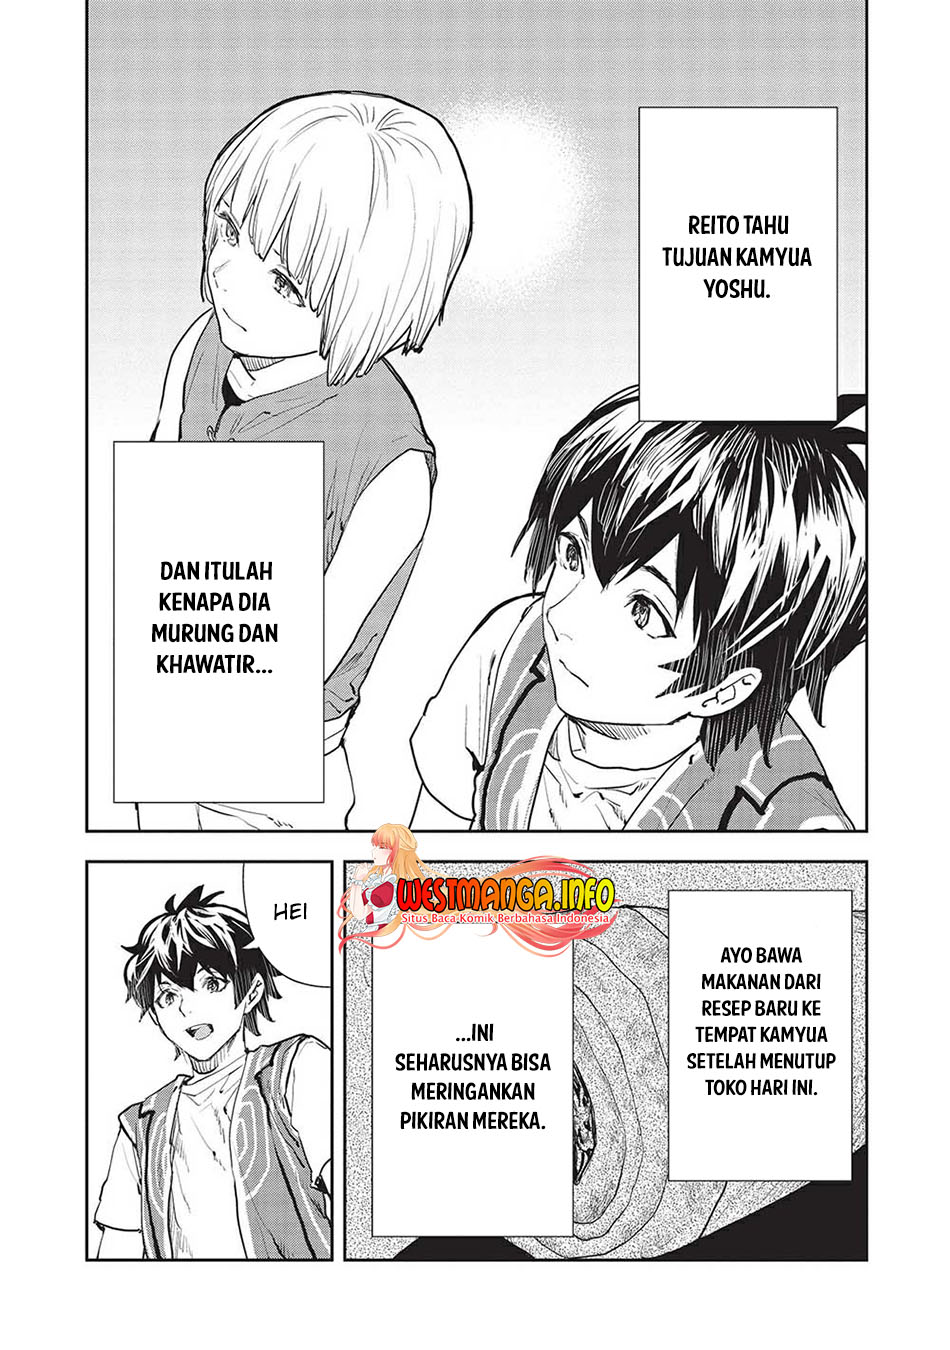 REITO TAHU
TUJUAN KAMYUA
YOSHU.
DAN ITULAH
KENAPA DIA
MURUNG DAN
KHAWATIR...
WESTMANGA.INFO
Situs Baca Komik Berbahasa Indonesia
AYO BAWA
MAKANAN DARI
RESEP BARU KE
TEMPAT KAMYUA
SETELAH MENUTUP
TOKO HARI INI.
...INI
SEHARUSNYA BISA
MERINGANKAN
PIKIRAN MEREKA.
HEI